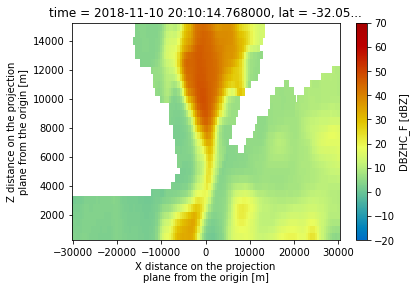 time = 2018-11-10 20:10:14.768000, lat = -32.05...
14000
12000
10000
8000
6000
4000
2000
Z distance on the projection
plane from the origin [m]
−30000 −20000 −10000 0 10000 20000 30000
X distance on the projection
plane from the origin [m]
70
60
50
40
30
20
10
0
−10
−20
DBZHC_F [dBZ]